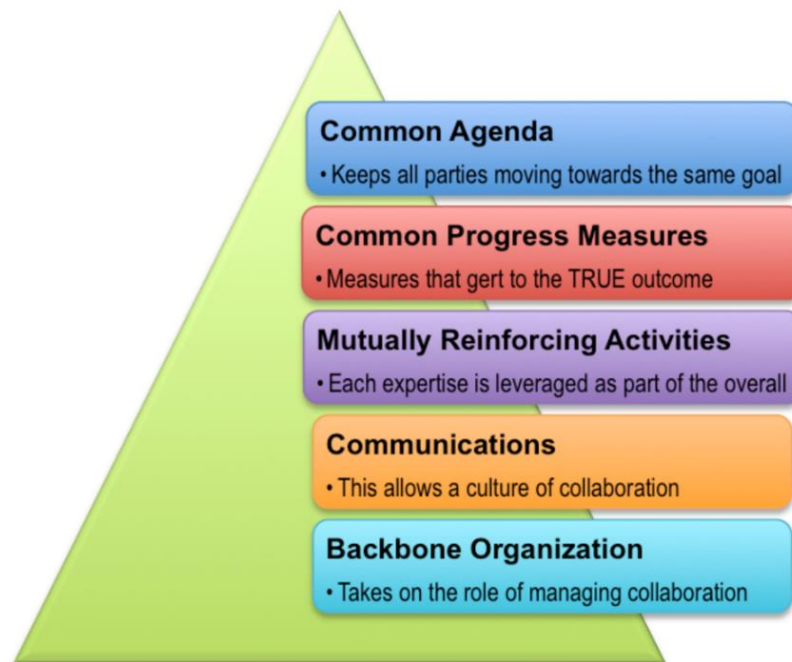 Common Agenda
• Keeps all parties moving towards the same goal
Common Progress Measures
• Measures that gert to the TRUE outcome
Mutually Reinforcing Activities
• Each expertise is leveraged as part of the overall
Communications
• This allows a culture of collaboration
Backbone Organization
• Takes on the role of managing collaboration